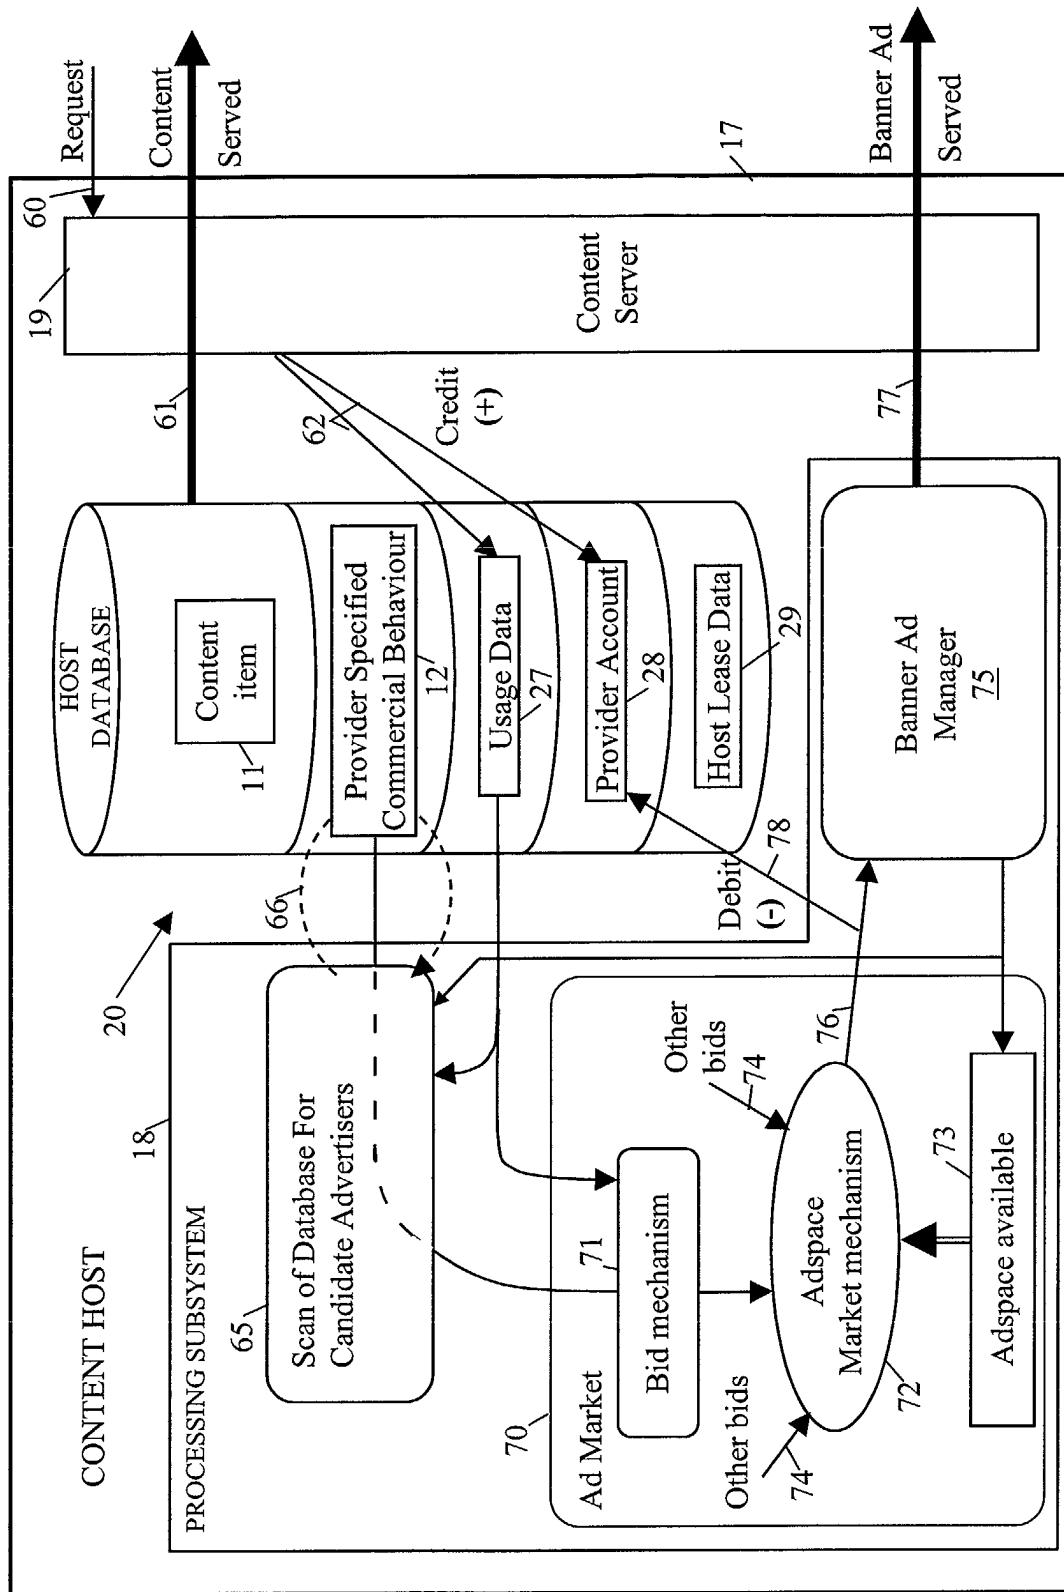 CONTENT HOST
PROCESSING SUBSYSTEM
18
20
65
Scan of Database For
Candidate Advertisers
66
HOST
DATABASE
Content
item
11
Provider Specified
Commercial Behaviour
12
Usage Data
27
Provider Account
28
Host Lease Data
29
61
62
Credit
(+)
19
Content
Server
60
Request
Content
Served
17
70
Ad Market
71
Bid mechanism
Other bids
74
Other
bids
74
Adspace
Market mechanism
72
73
Adspace available
76
Debit
(-)
78
Banner Ad
Manager
75
77
Banner Ad
Served